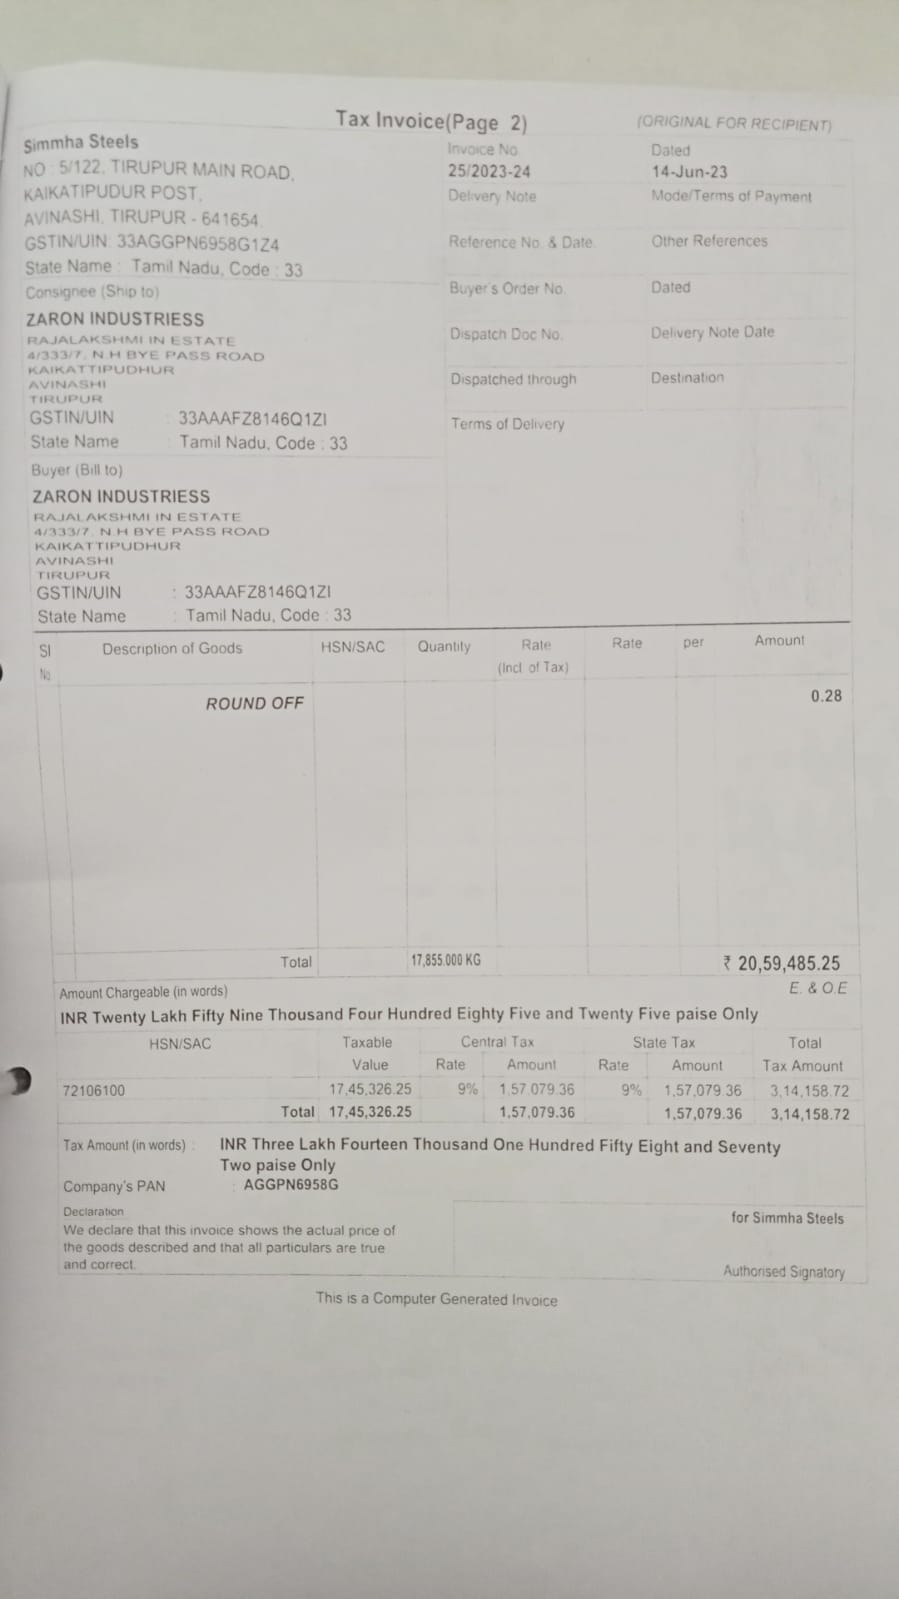 Tax Invoice(Page 2)
(ORIGINAL FOR RECIPIENT)
Simmha Steels
NO : 5/122, TIRUPUR MAIN ROAD,
KAIKATIPUDUR POST,
AVINASHI, TIRUPUR - 641654.
GSTIN/UIN: 33AGGPN6958G1Z4
State Name : Tamil Nadu, Code : 33
Invoice No. Dated
25/2023-24 14-Jun-23
Delivery Note Mode/Terms of Payment
Reference No. & Date. Other References
Buyer's Order No. Dated
Dispatch Doc No. Delivery Note Date
Dispatched through Destination
Terms of Delivery
Consignee (Ship to)
ZARON INDUSTRIESS
RAJALAKSHMI IN ESTATE
4/333/7, N.H BYE PASS ROAD
KAIKATTIPUDHUR
AVINASHI
TIRUPUR
GSTIN/UIN : 33AAAFZ8146Q1ZI
State Name : Tamil Nadu, Code : 33
Buyer (Bill to)
ZARON INDUSTRIESS
RAJALAKSHMI IN ESTATE
4/333/7, N.H BYE PASS ROAD
KAIKATTIPUDHUR
AVINASHI
TIRUPUR
GSTIN/UIN : 33AAAFZ8146Q1ZI
State Name : Tamil Nadu, Code : 33
Sl Description of Goods HSN/SAC Quantity Rate Rate per Amount
No. (Incl. of Tax)
ROUND OFF 0.28
Total 17,855.000 KG ₹ 20,59,485.25
Amount Chargeable (in words) E. & O.E
INR Twenty Lakh Fifty Nine Thousand Four Hundred Eighty Five and Twenty Five paise Only
HSN/SAC Taxable Central Tax State Tax Total
Value Rate Amount Rate Amount Tax Amount
72106100 17,45,326.25 9% 1,57,079.36 9% 1,57,079.36 3,14,158.72
Total 17,45,326.25 1,57,079.36 1,57,079.36 3,14,158.72
Tax Amount (in words) : INR Three Lakh Fourteen Thousand One Hundred Fifty Eight and Seventy
Two paise Only
Company's PAN : AGGPN6958G
Declaration
We declare that this invoice shows the actual price of
the goods described and that all particulars are true
and correct.
for Simmha Steels
Authorised Signatory
This is a Computer Generated Invoice